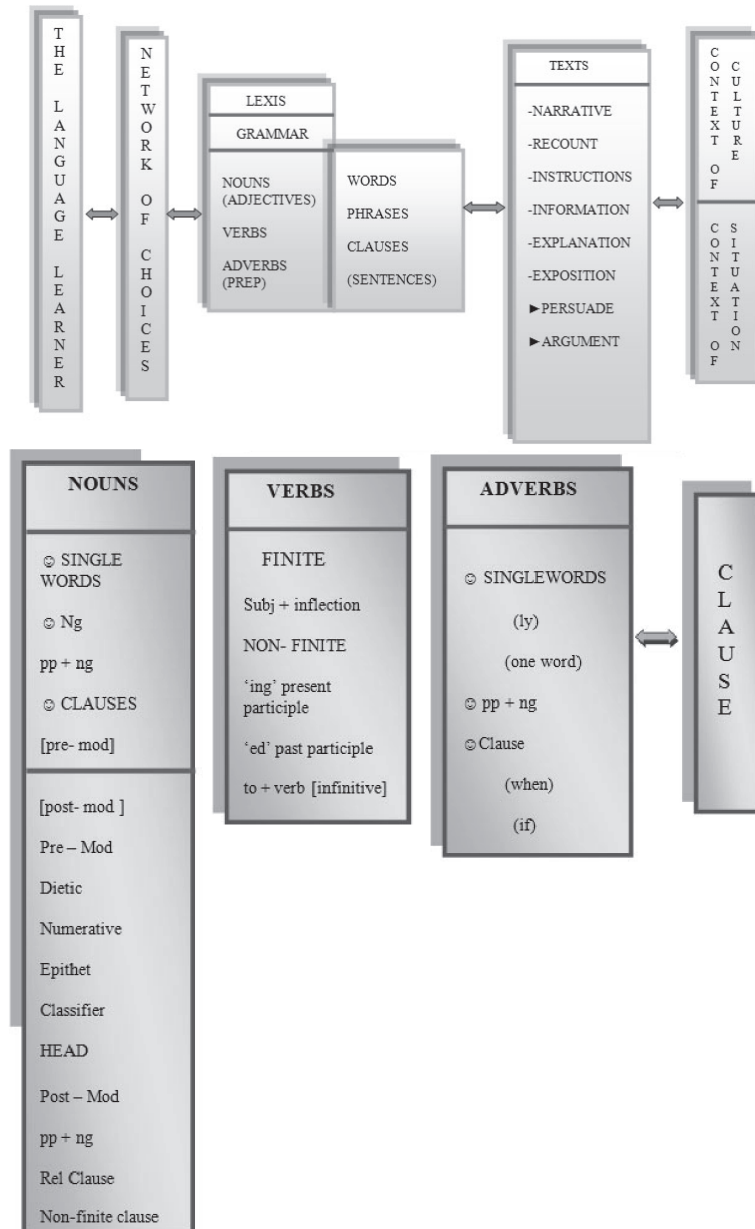 THE LANGUAGE LEARNER
NETWORK OF CHOICES
LEXIS
GRAMMAR
NOUNS
(ADJECTIVES)
VERBS
ADVERBS
(PREP)
WORDS
PHRASES
CLAUSES
(SENTENCES)
TEXTS
-NARRATIVE
-RECOUNT
-INSTRUCTIONS
-INFORMATION
-EXPLANATION
-EXPOSITION
►PERSUADE
►ARGUMENT
CONTEXT OF
CULTURE
CONTEXT OF
SITUATION
NOUNS
☺ SINGLE
WORDS
☺ Ng
pp + ng
☺ CLAUSES
[pre- mod]
[post- mod ]
Pre – Mod
Dietic
Numerative
Epithet
Classifier
HEAD
Post – Mod
pp + ng
Rel Clause
Non-finite clause
VERBS
FINITE
Subj + inflection
NON- FINITE
‘ing’ present
participle
‘ed’ past participle
to + verb [infinitive]
ADVERBS
☺ SINGLEWORDS
(ly)
(one word)
☺ pp + ng
☺Clause
(when)
(if)
CLAUSE